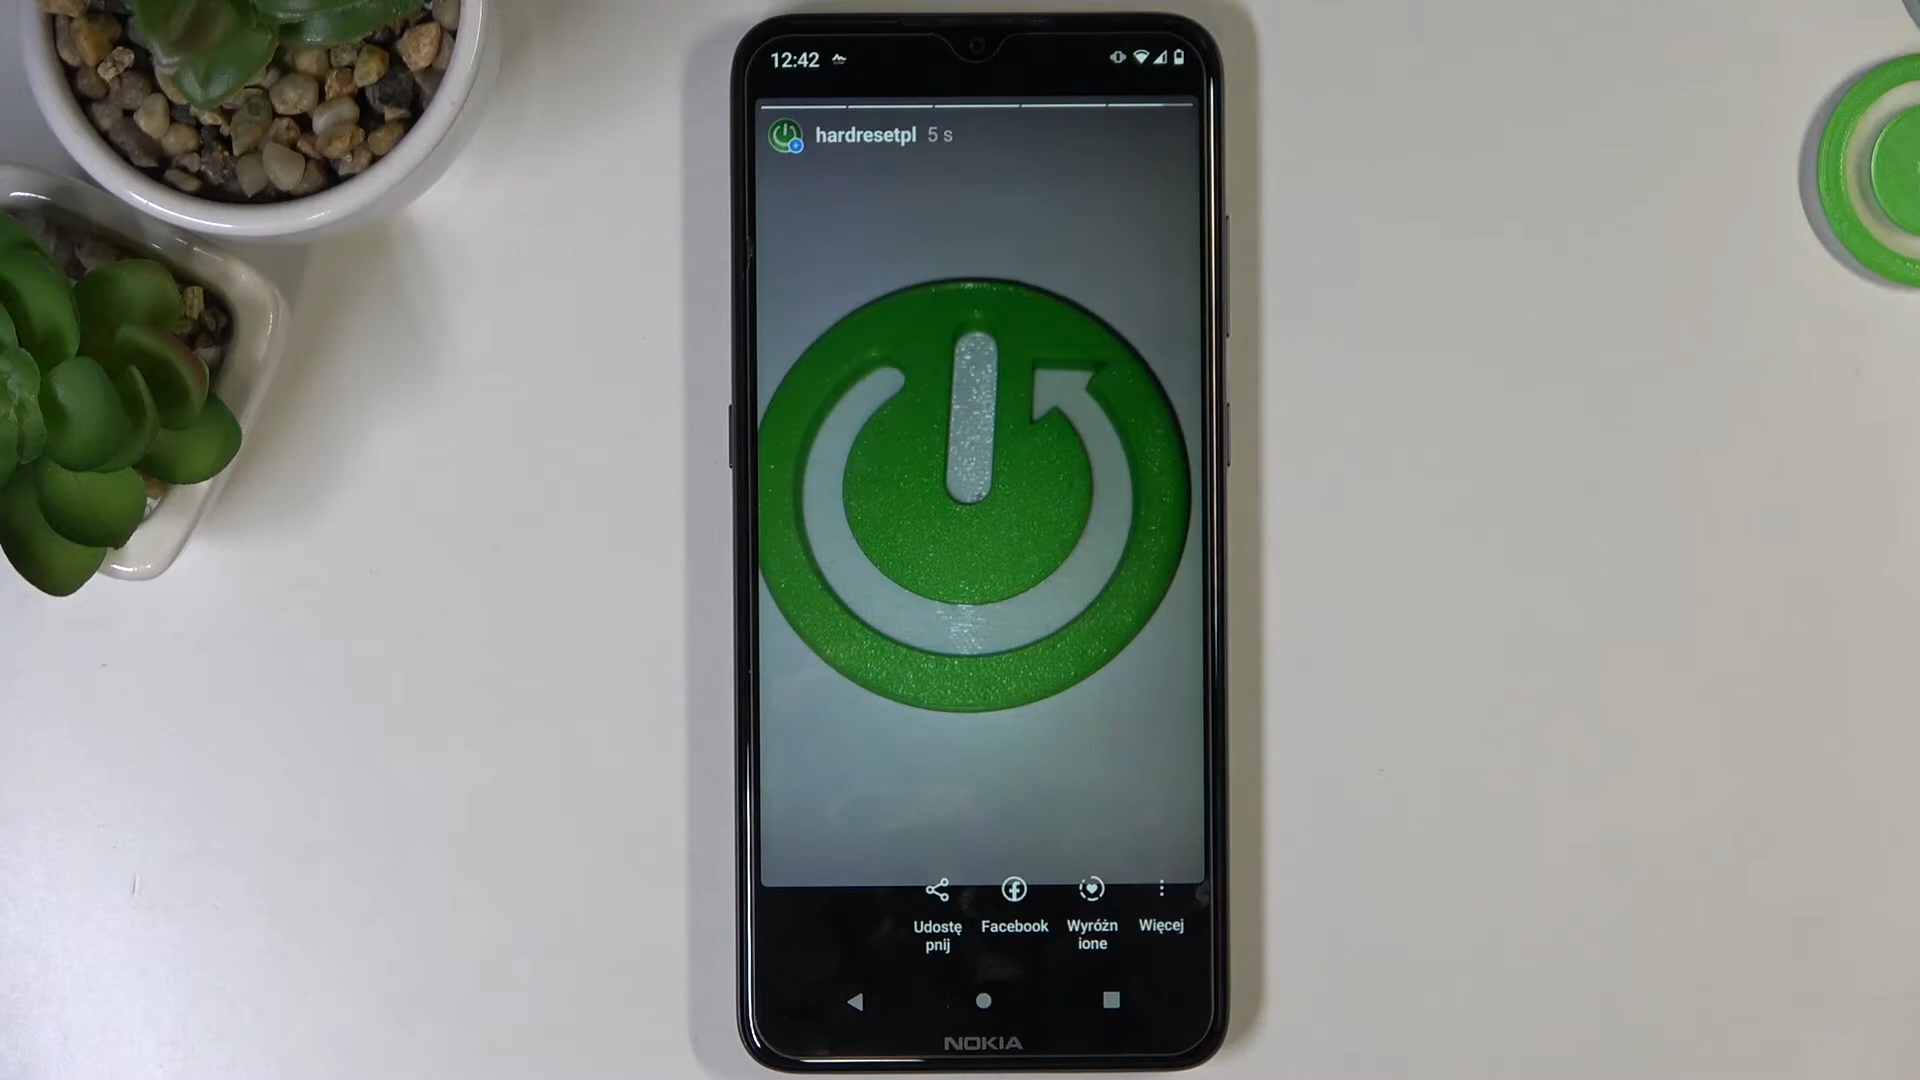 12:42
hardresetpl 5 s
Udostę
pnij
Facebook
Wyróżn
ione
Więcej
NOKIA